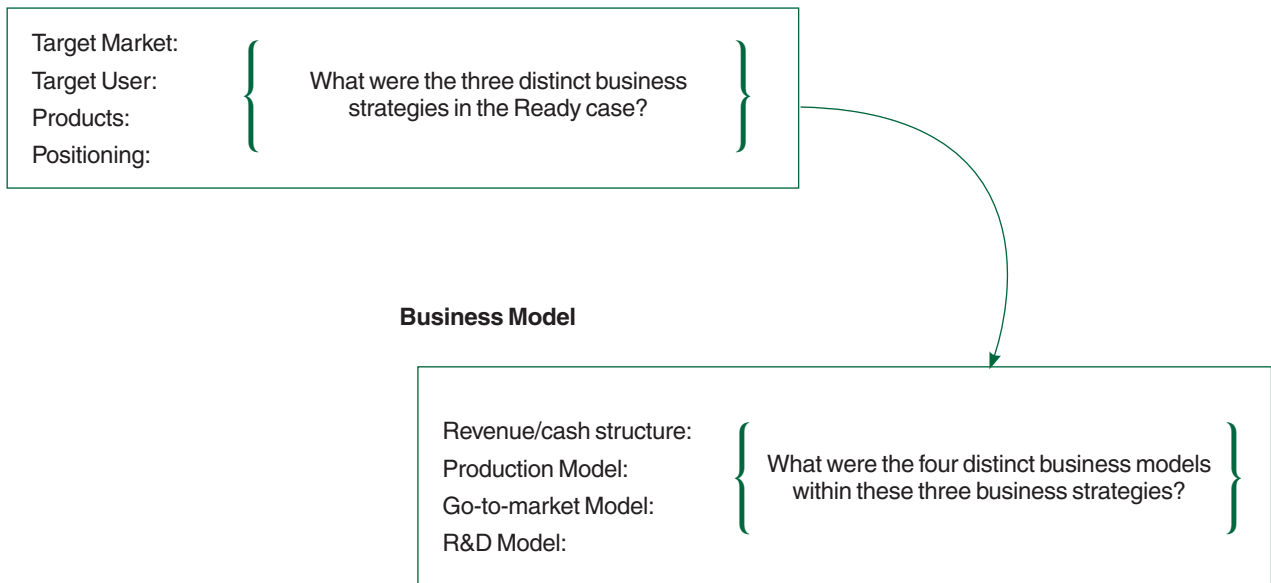 Target Market:
Target User:
Products:
Positioning:
What were the three distinct business
strategies in the Ready case?
Business Model
Revenue/cash structure:
Production Model:
Go-to-market Model:
R&D Model:
What were the four distinct business models
within these three business strategies?